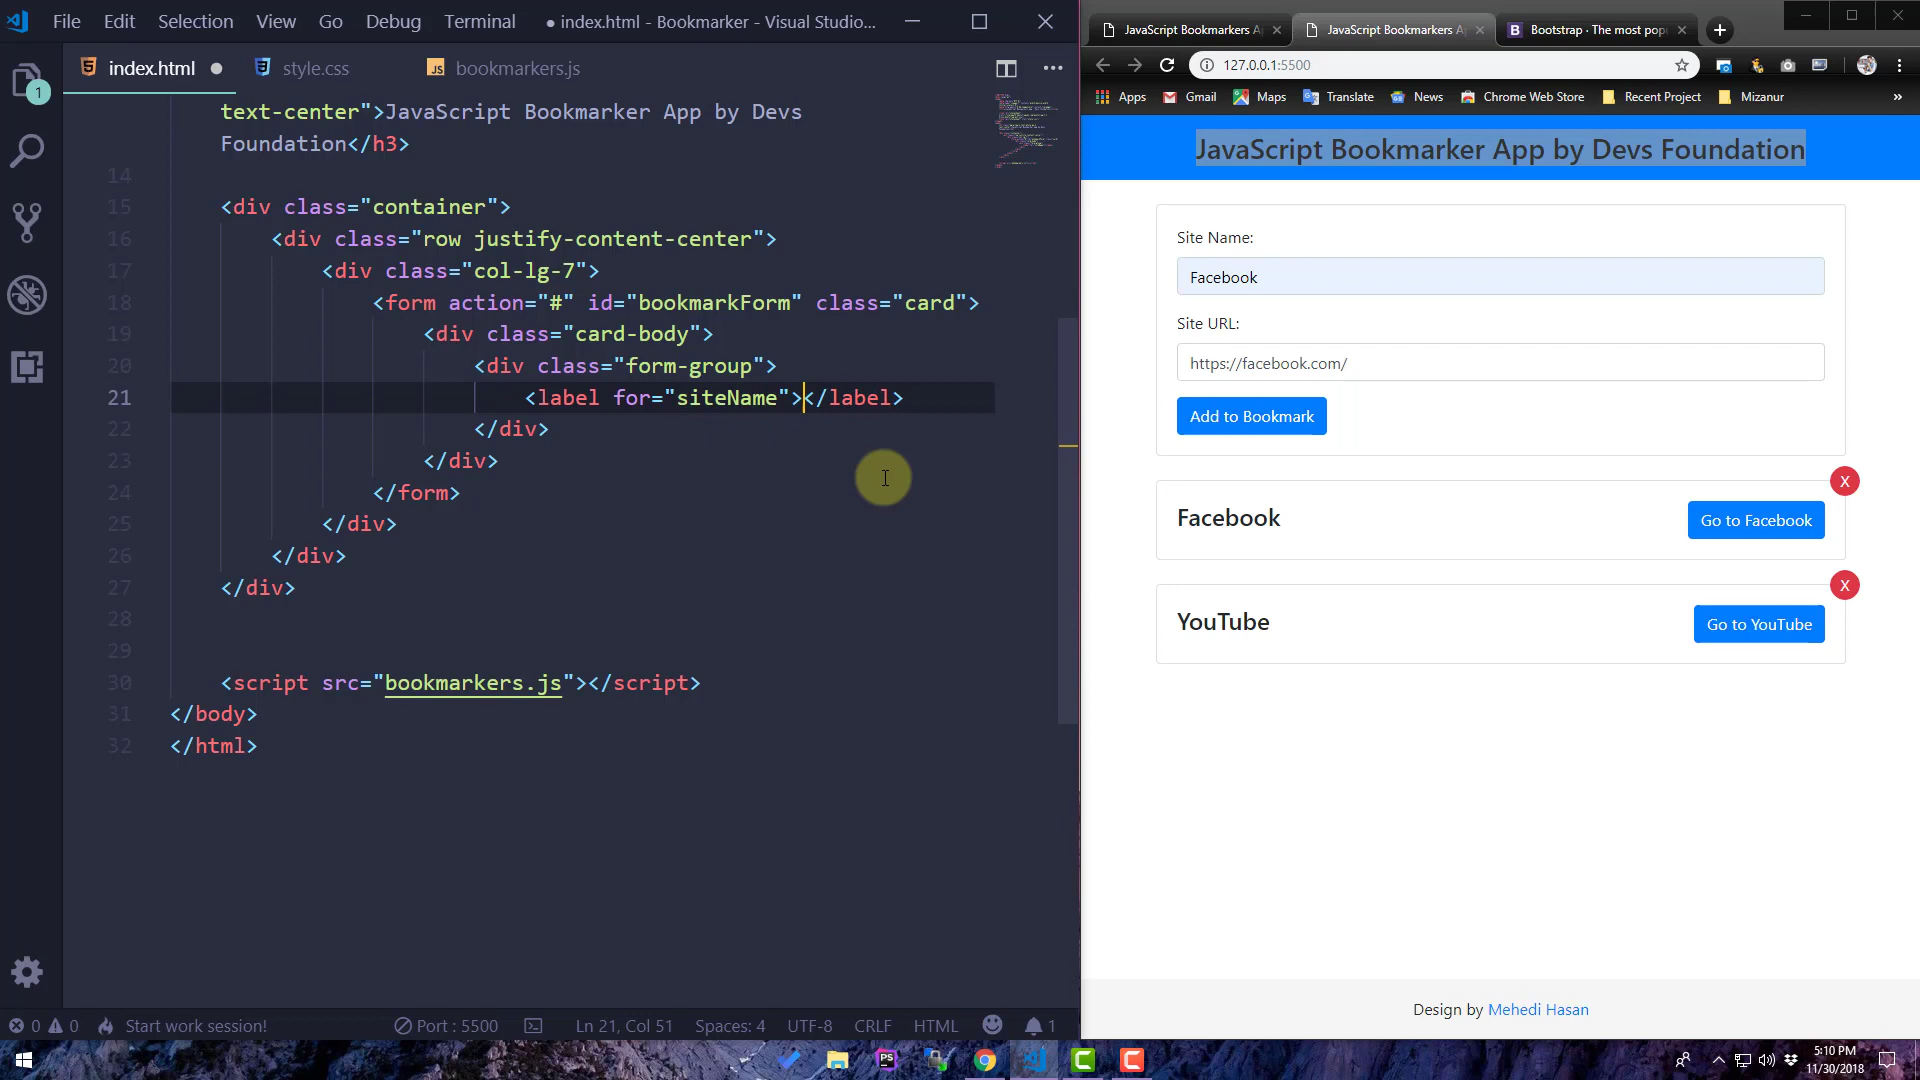 File Edit Selection View Go Debug Terminal ● index.html - Bookmarker - Visual Studio...
index.html ● style.css JS bookmarkers.js
1
text-center">JavaScript Bookmarker App by Devs
Foundation</h3>
14
15 <div class="container">
16 <div class="row justify-content-center">
17 <div class="col-lg-7">
18 <form action="#" id="bookmarkForm" class="card">
19 <div class="card-body">
20 <div class="form-group">
21 <label for="siteName"></label>
22 </div>
23 </div>
24 </form>
25 </div>
26 </div>
27 </div>
28
29
30 <script src="bookmarkers.js"></script>
31 </body>
32 </html>
0 0 Start work session! Port : 5500 Ln 21, Col 51 Spaces: 4 UTF-8 CRLF HTML 1
JavaScript Bookmarkers A JavaScript Bookmarkers A B Bootstrap · The most pop
127.0.0.1:5500
Apps Gmail Maps Translate News Chrome Web Store Recent Project Mizanur »
JavaScript Bookmarker App by Devs Foundation
Site Name:
Facebook
Site URL:
https://facebook.com/
Add to Bookmark
X
Facebook Go to Facebook
X
YouTube Go to YouTube
Design by Mehedi Hasan
PS C C
5:10 PM
11/30/2018